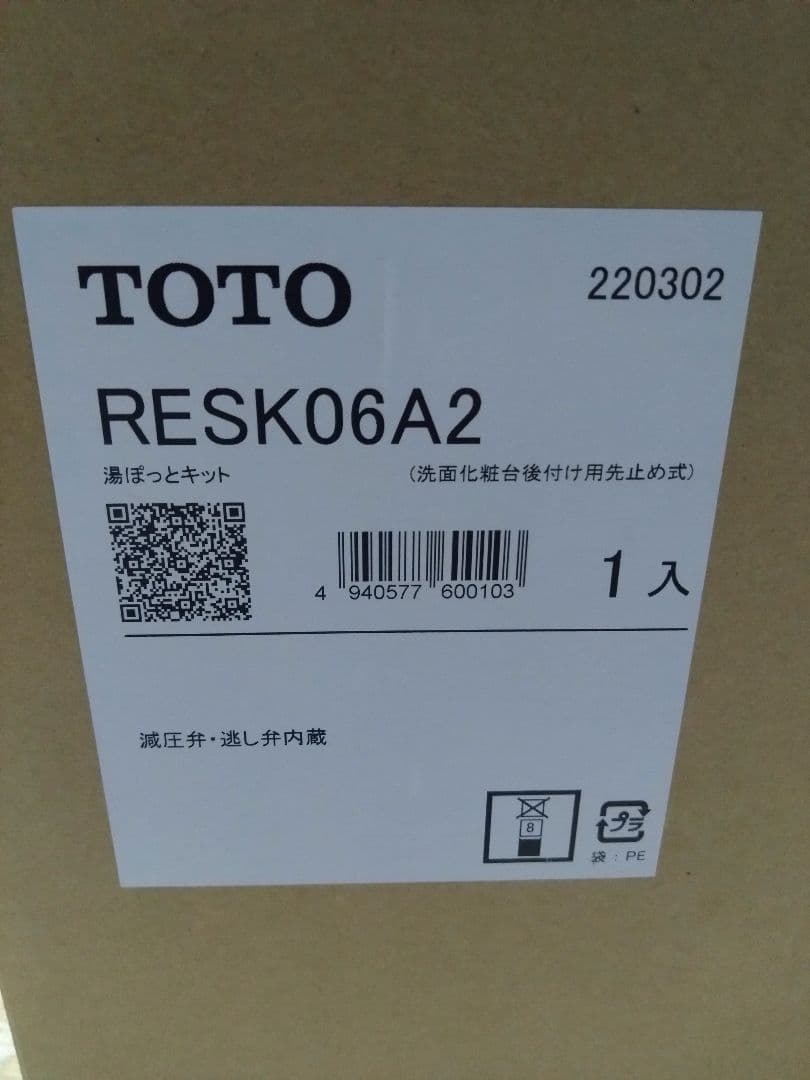 TOTO 220302
RESK06A2
湯ぽっとキット (洗面化粧台後付け用先止め式)
4 940577 600103 1入
減圧弁・逃し弁内蔵
8 プラ
袋：PE